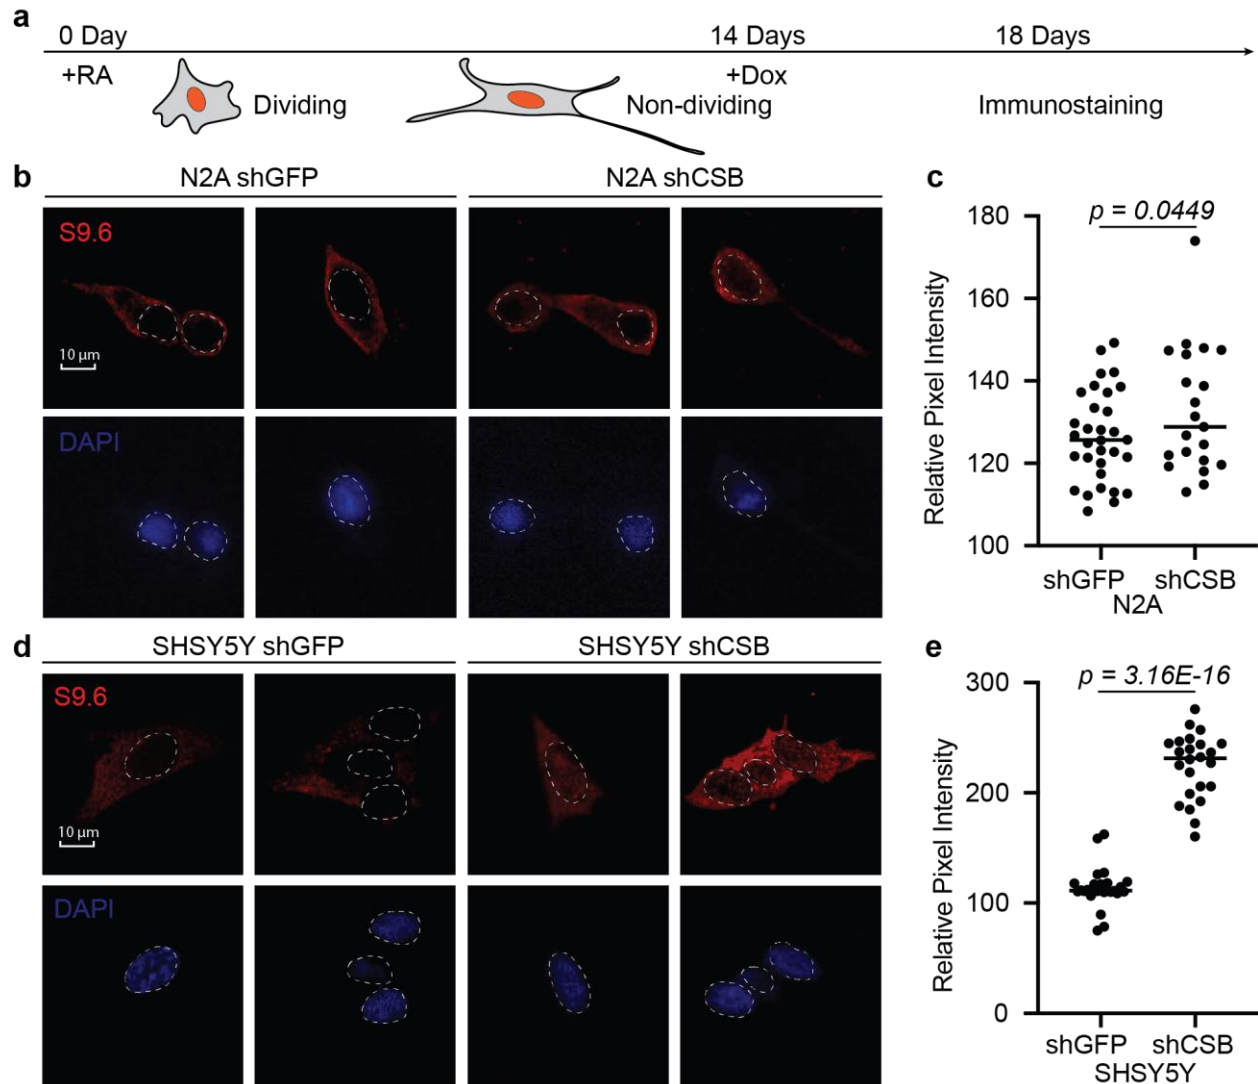 a
0 Day 14 Days 18 Days
+RA +Dox
Dividing Non-dividing Immunostaining
b N2A shGFP N2A shCSB
S9.6
10 µm
DAPI
c
p = 0.0449
Relative Pixel Intensity
180
160
140
120
100
shGFP shCSB
N2A
d SHSY5Y shGFP SHSY5Y shCSB
S9.6
10 µm
DAPI
e
p = 3.16E-16
Relative Pixel Intensity
300
200
100
0
shGFP shCSB
SHSY5Y